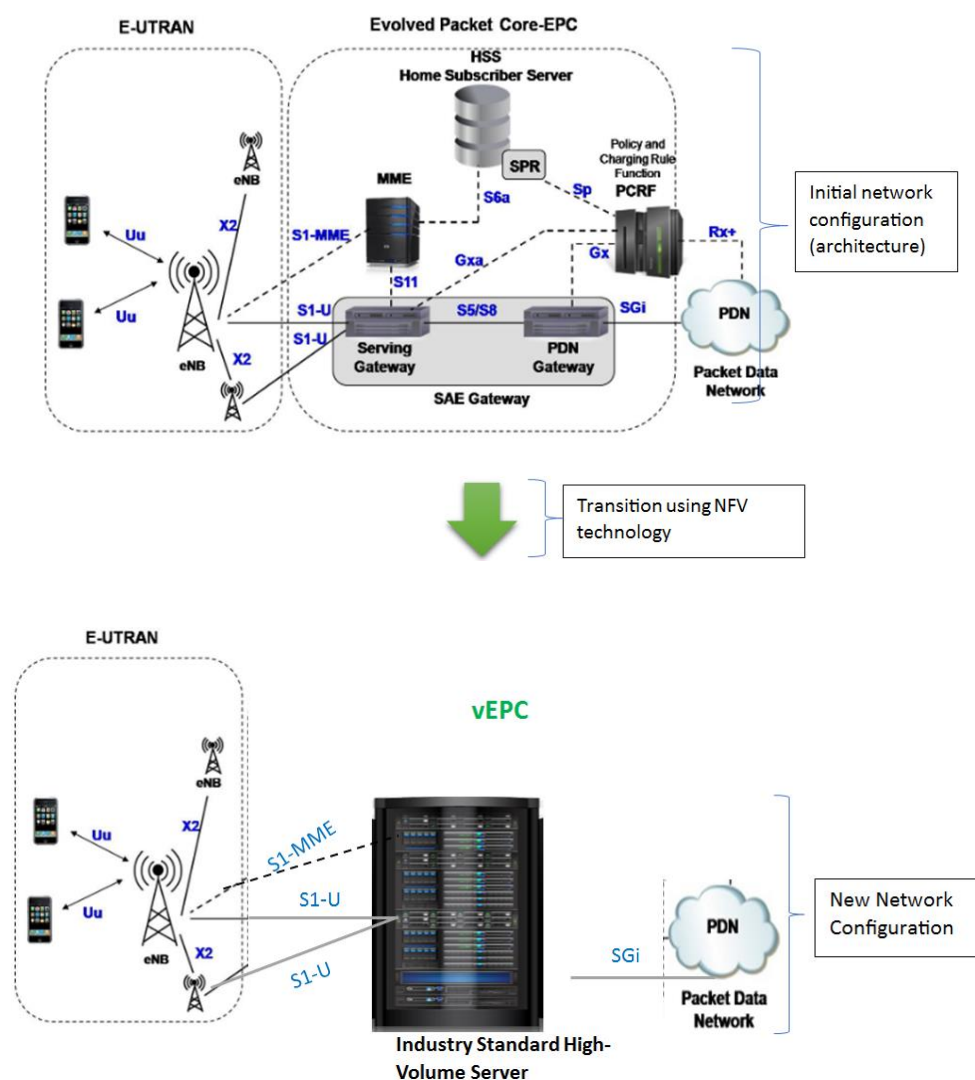 E-UTRAN
Evolved Packet Core-EPC
HSS
Home Subscriber Server
SPR
Policy and
Charging Rule
Function
PCRF
MME
S6a
Sp
eNB
X2
Uu
S1-MME
Gxa
Gx
Rx+
Initial network
configuration
(architecture)
S11
Uu
S1-U
S5/S8
SGi
PDN
S1-U
eNB
X2
Serving
Gateway
PDN
Gateway
Packet Data
Network
SAE Gateway
Transition using NFV
technology
E-UTRAN
vEPC
eNB
X2
Uu
S1-MME
Uu
S1-U
PDN
New Network
Configuration
eNB
X2
S1-U
SGi
Packet Data
Network
Industry Standard High-
Volume Server